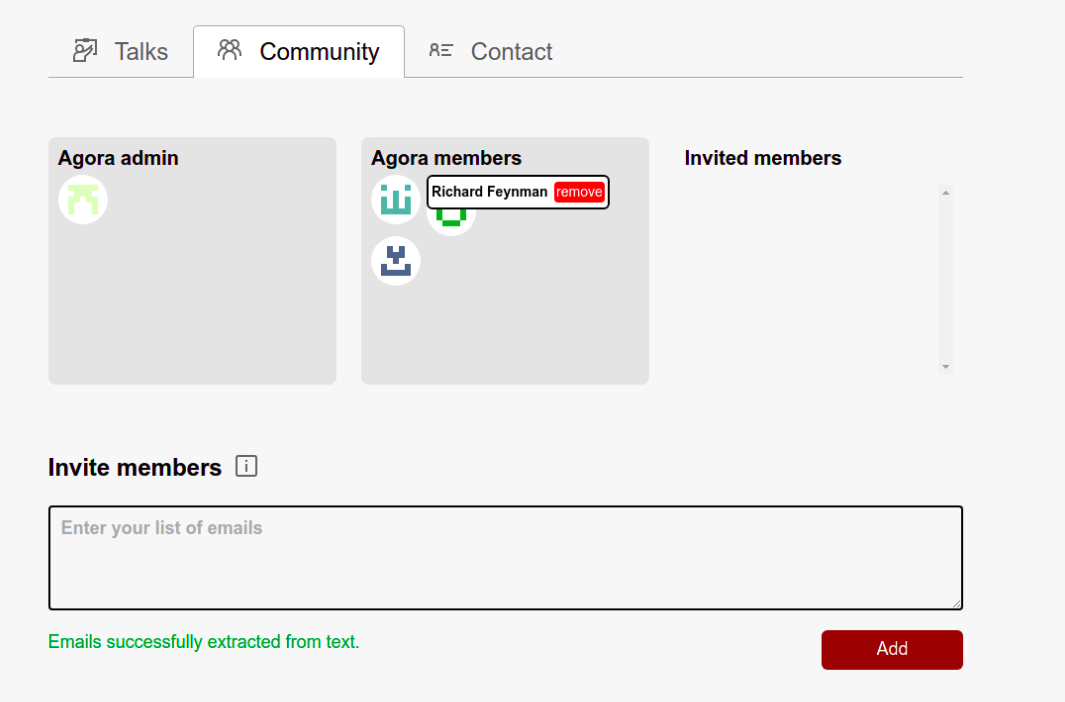 Talks
Community
Contact
Agora admin
Agora members
Invited members
Richard Feynman remove
Invite members
Enter your list of emails
Emails successfully extracted from text.
Add